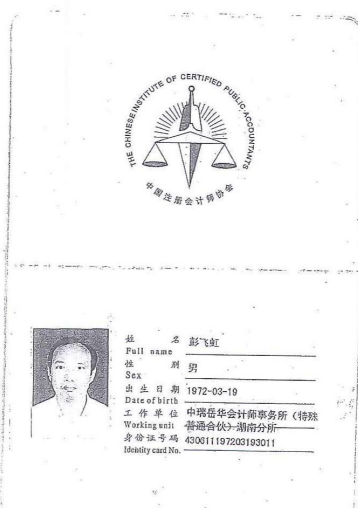 THE CHINESE INSTITUTE OF CERTIFIED PUBLIC ACCOUNTANTS
中国注册会计师协会
姓 名 彭飞虹
Full name
性 别 男
Sex
出生日期 1972-03-19
Date of birth
工作单位 中瑞岳华会计师事务所（特殊
Working unit 普通合伙）湖南分所
身份证号码 430611197203193011
Identity card No.